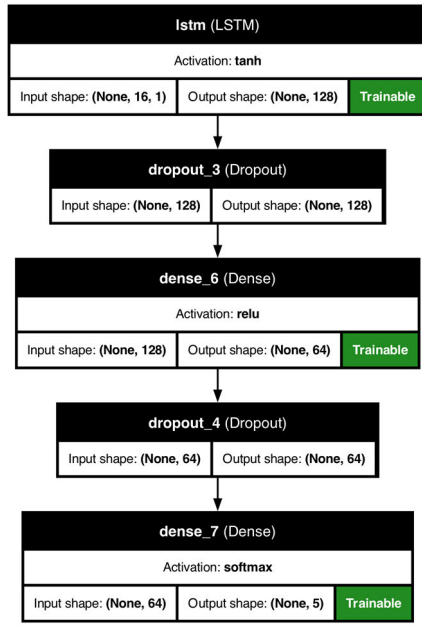 lstm (LSTM)
Activation: tanh
Input shape: (None, 16, 1) Output shape: (None, 128) Trainable
dropout_3 (Dropout)
Input shape: (None, 128) Output shape: (None, 128)
dense_6 (Dense)
Activation: relu
Input shape: (None, 128) Output shape: (None, 64) Trainable
dropout_4 (Dropout)
Input shape: (None, 64) Output shape: (None, 64)
dense_7 (Dense)
Activation: softmax
Input shape: (None, 64) Output shape: (None, 5) Trainable